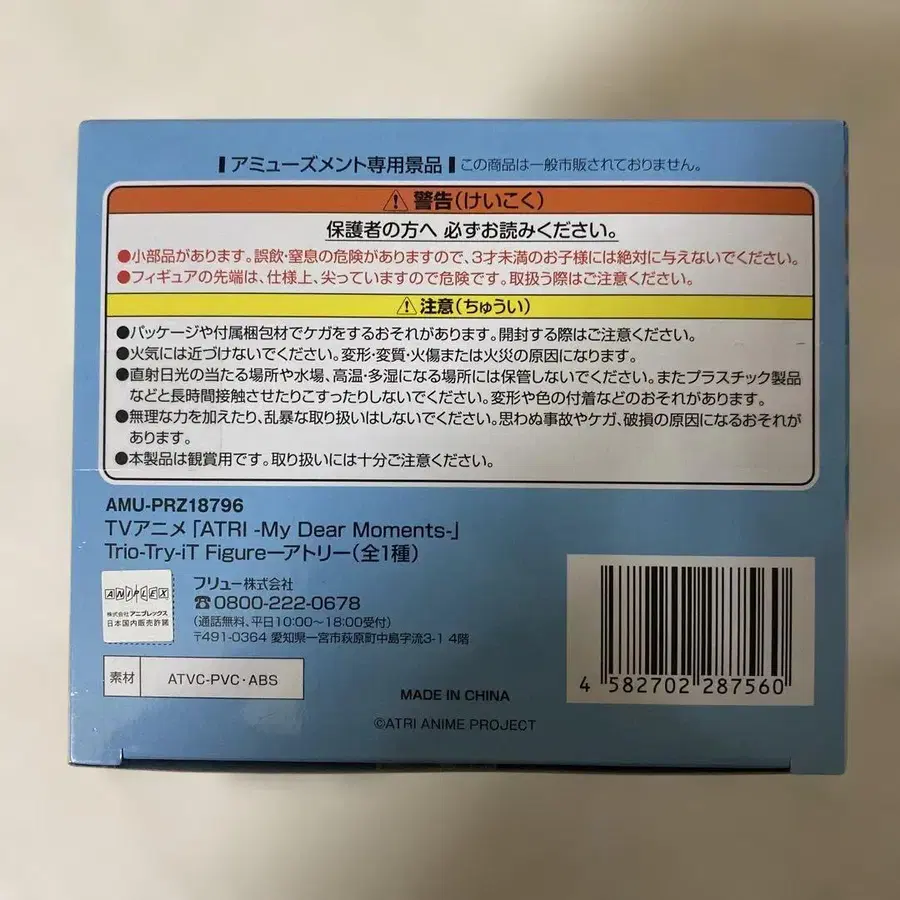 アミューズメント専用景品 この商品は一般市販されておりません。
警告(けいこく)
保護者の方へ 必ずお読みください。
●小部品があります。誤飲・窒息の危険がありますので、3才未満のお子様には絶対に与えないでください。
●フィギュアの先端は、仕様上、尖っていますので危険です。取扱う際はご注意ください。
注意(ちゅうい)
●パッケージや付属梱包材でケガをするおそれがあります。開封する際はご注意ください。
●火気には近づけないでください。変形・変質・火傷または火災の原因になります。
●直射日光の当たる場所や水場、高温・多湿になる場所には保管しないでください。またプラスチック製品
などと長時間接触させたりこすったりしないでください。変形や色の付着などのおそれがあります。
●無理な力を加えたり、乱暴な取り扱いはしないでください。思わぬ事故やケガ、破損の原因になるおそれが
あります。
●本製品は観賞用です。取り扱いには十分ご注意ください。
AMU-PRZ18796
TVアニメ「ATRI -My Dear Moments-」
Trio-Try-iT Figure－アトリー(全1種)
ANIPLEX
株式会社アニプレックス
日本国内販売許諾
フリュー株式会社
☎0800-222-0678
(通話無料、平日10:00～18:00受付)
〒491-0364 愛知県一宮市萩原町中島字流3-1 4階
素材 ATVC-PVC・ABS
MADE IN CHINA
©ATRI ANIME PROJECT
4 582702 287560